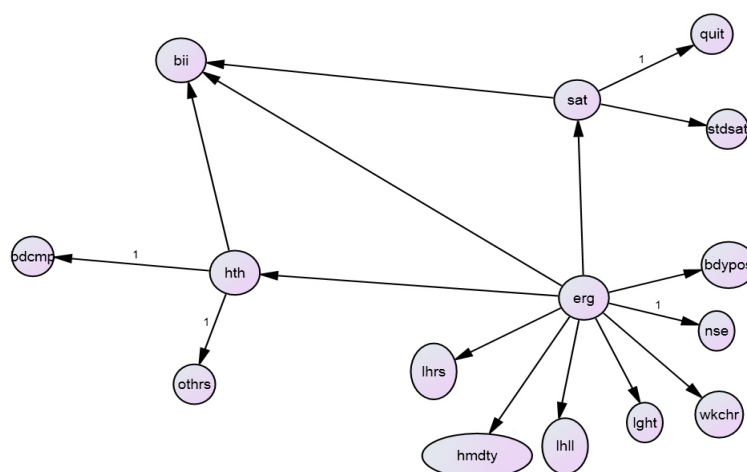 quit
bii
1
sat
stdsat
bdcmp
1
hth
bdypos
erg
1
nse
1
othrs
lhrs
lght
wkchr
hmdty
lhll